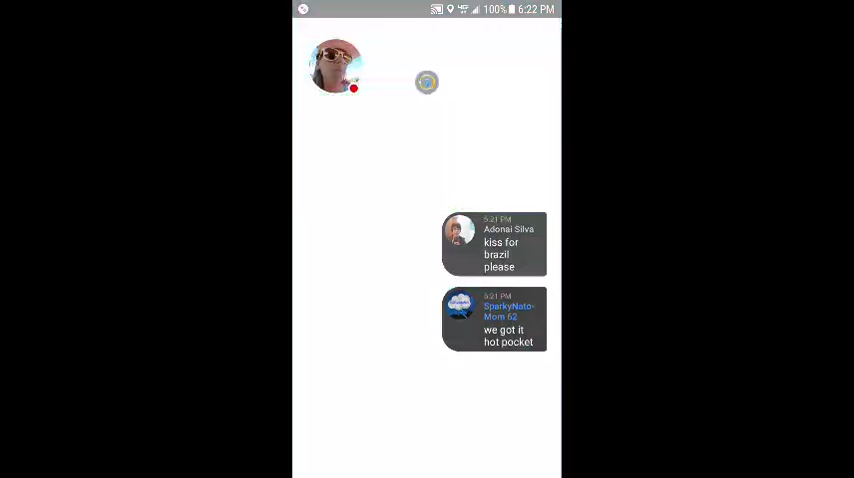 100% 6:22 PM
5:21 PM
Adonai Silva
kiss for
brazil
please
5:21 PM
SparkyNato-
Mom 62
we got it
hot pocket